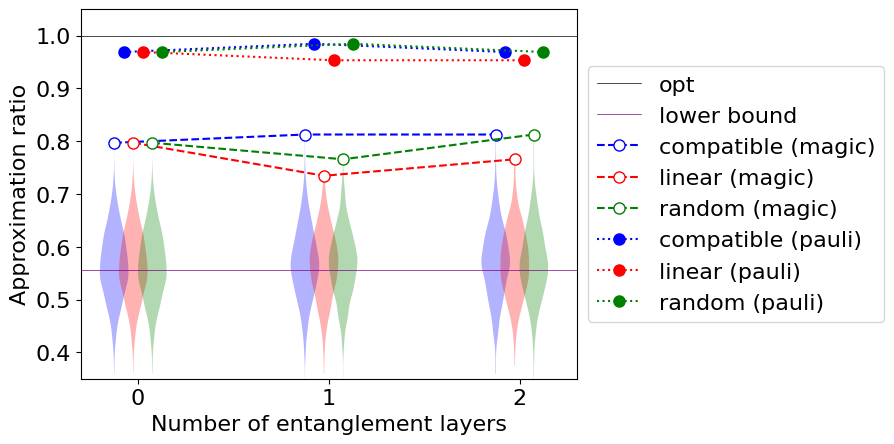 1.0
0.9
0.8
0.7
0.6
0.5
0.4
Approximation ratio
0 1 2
Number of entanglement layers
opt
lower bound
compatible (magic)
linear (magic)
random (magic)
compatible (pauli)
linear (pauli)
random (pauli)